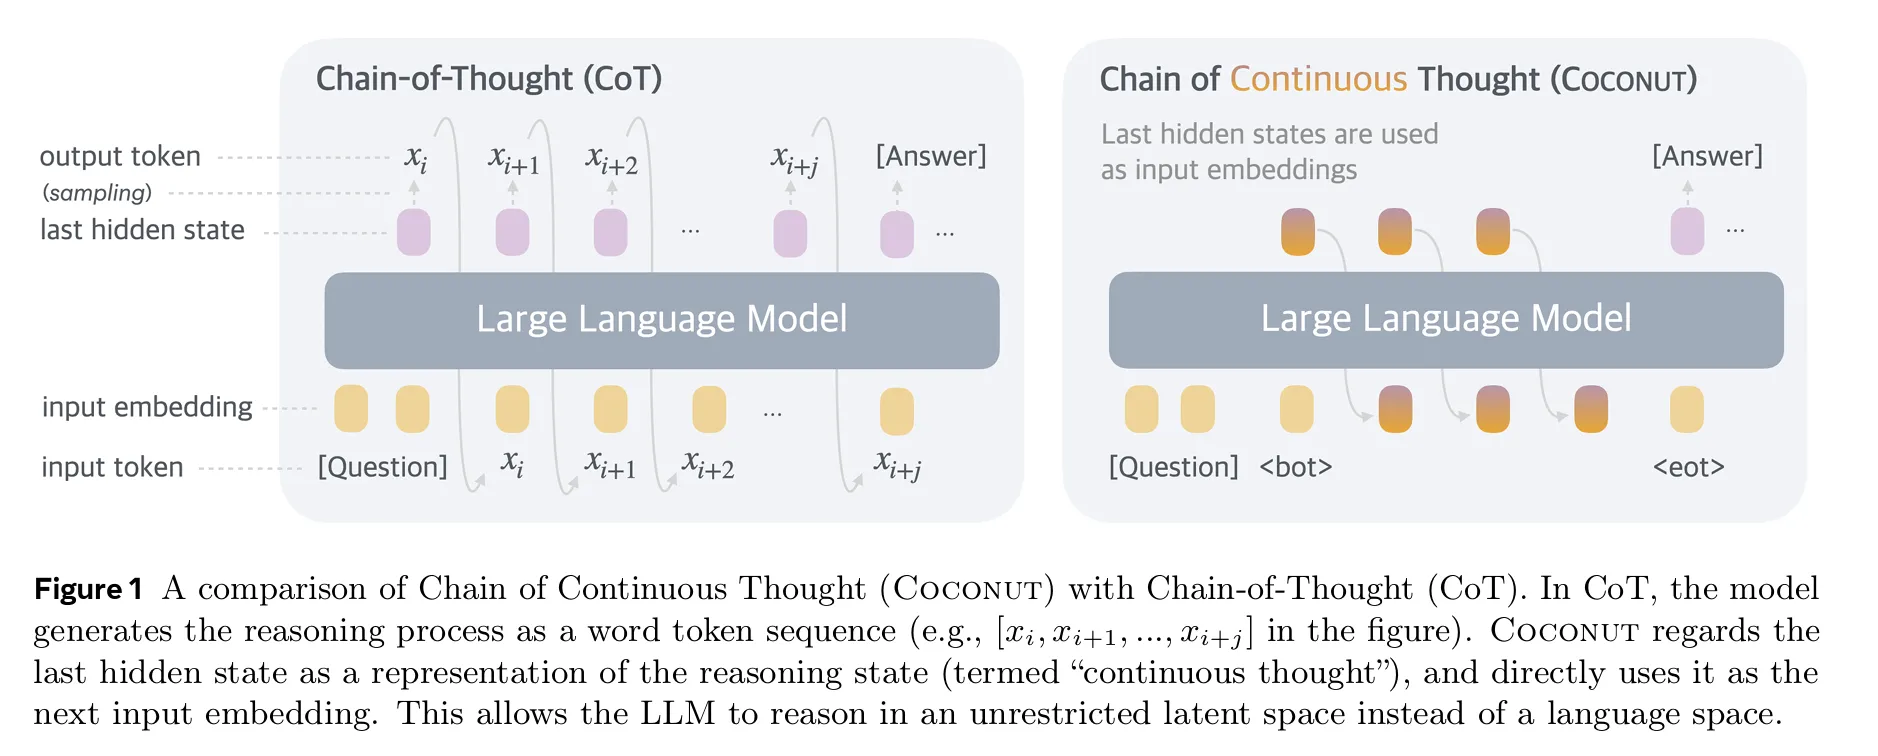 Chain-of-Thought (CoT)
output token
(sampling)
last hidden state
x_i x_{i+1} x_{i+2} x_{i+j} [Answer]
... ...
Large Language Model
input embedding
...
input token
[Question] x_i x_{i+1} x_{i+2} x_{i+j}
Chain of Continuous Thought (COCONUT)
Last hidden states are used
as input embeddings
[Answer]
...
Large Language Model
[Question] <bot> <eot>
Figure 1 A comparison of Chain of Continuous Thought (COCONUT) with Chain-of-Thought (CoT). In CoT, the model
generates the reasoning process as a word token sequence (e.g., [x_i, x_{i+1}, ..., x_{i+j}] in the figure). COCONUT regards the
last hidden state as a representation of the reasoning state (termed “continuous thought”), and directly uses it as the
next input embedding. This allows the LLM to reason in an unrestricted latent space instead of a language space.